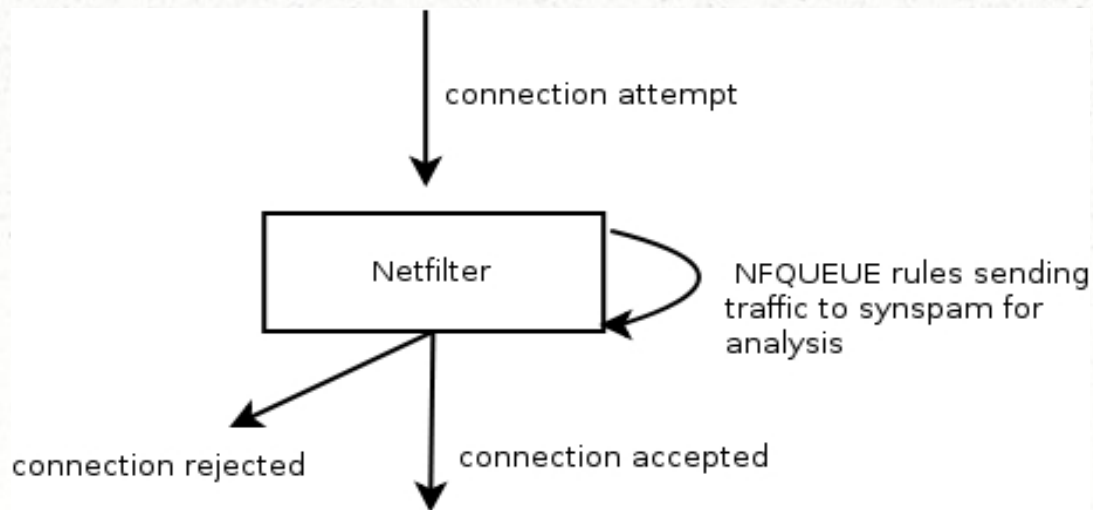 connection attempt
Netfilter
NFQUEUE rules sending
traffic to synspam for
analysis
connection rejected
connection accepted